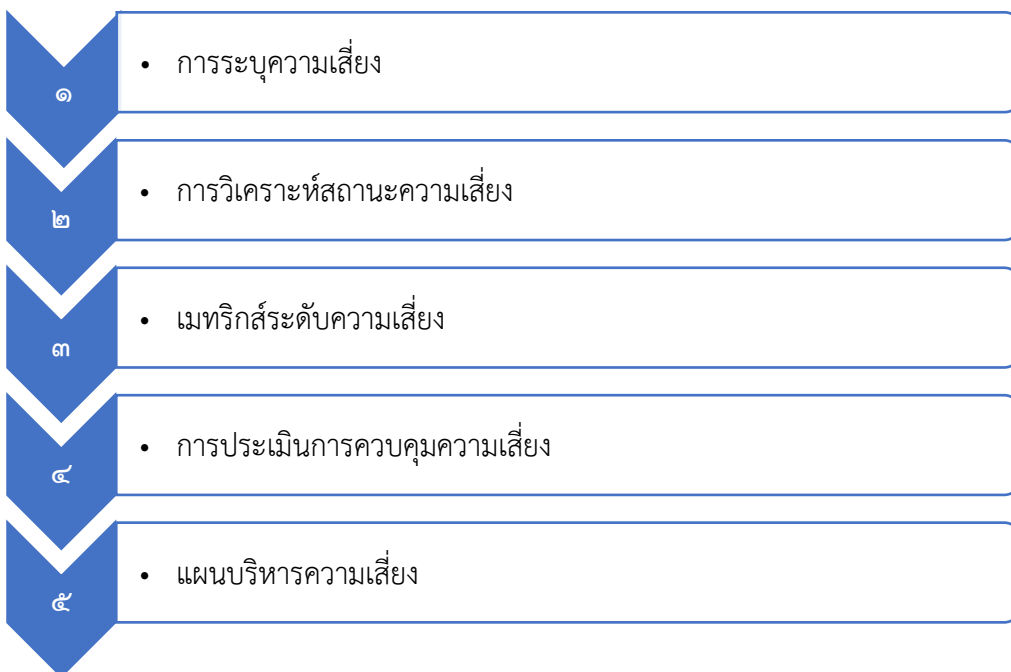 ๑
• การระบุความเสี่ยง
๒
• การวิเคราะห์สถานะความเสี่ยง
๓
• เมทริกส์ระดับความเสี่ยง
๔
• การประเมินการควบคุมความเสี่ยง
๕
• แผนบริหารความเสี่ยง